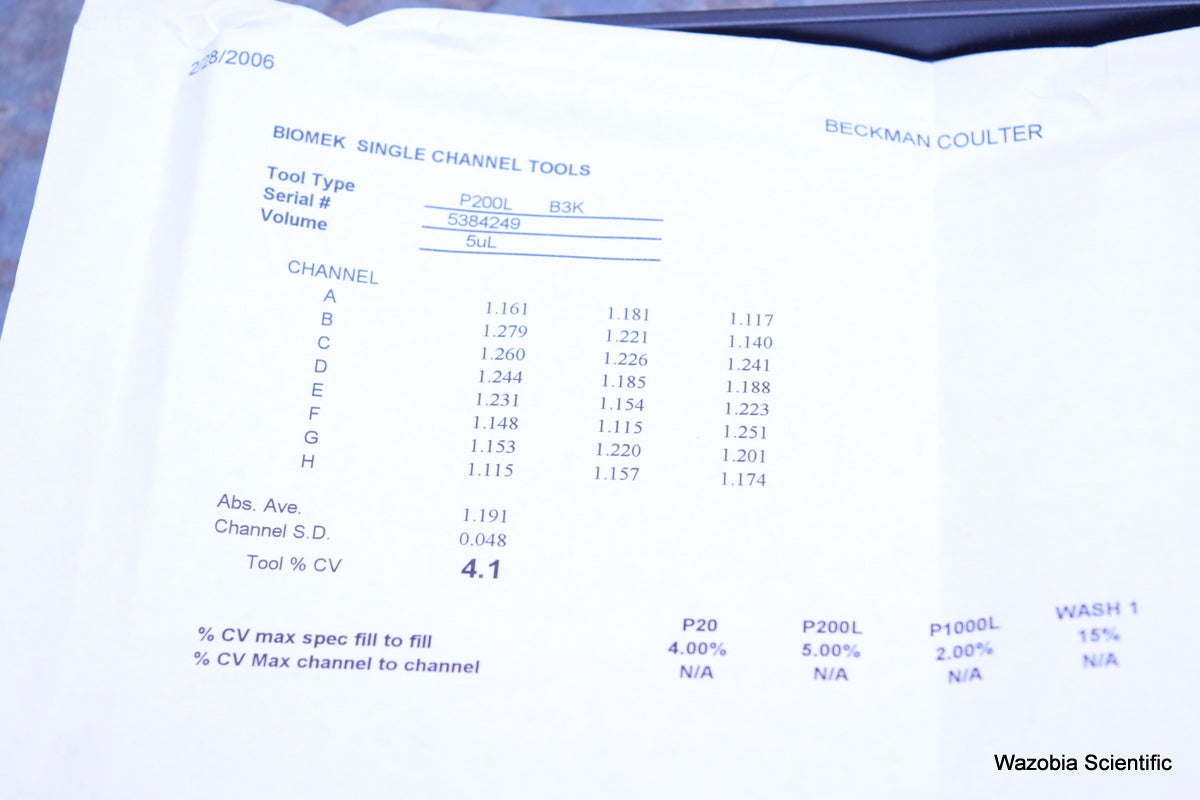 2/28/2006
BECKMAN COULTER
BIOMEK SINGLE CHANNEL TOOLS
Tool Type P200L B3K
Serial # 5384249
Volume 5uL
CHANNEL
A 1.161 1.181 1.117
B 1.279 1.221 1.140
C 1.260 1.226 1.241
D 1.244 1.185 1.188
E 1.231 1.154 1.223
F 1.148 1.115 1.251
G 1.153 1.220 1.201
H 1.115 1.157 1.174
Abs. Ave. 1.191
Channel S.D. 0.048
Tool % CV 4.1
P20 P200L P1000L WASH 1
% CV max spec fill to fill 4.00% 5.00% 2.00% 15%
% CV Max channel to channel N/A N/A N/A N/A
Wazobia Scientific